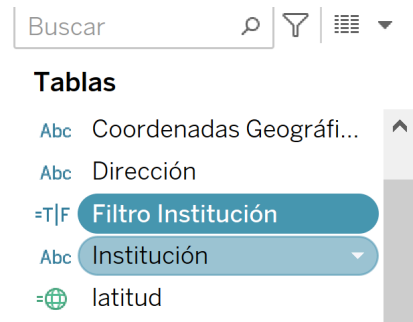 Buscar
Tablas
Abc Coordenadas Geográfi...
Abc Dirección
=T|F Filtro Institución
Abc Institución
= latitud